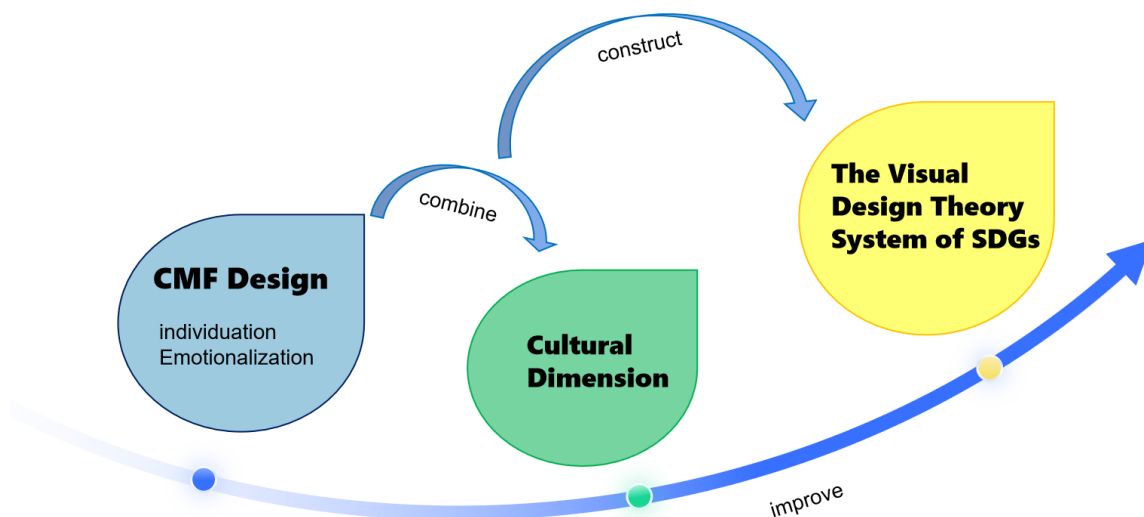 construct
combine
CMF Design
individuation
Emotionalization
Cultural
Dimension
The Visual
Design Theory
System of SDGs
improve